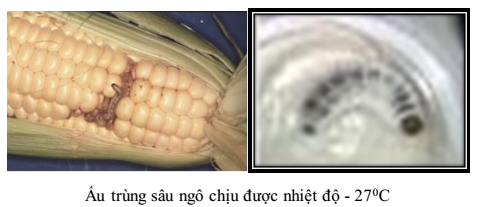 Ấu trùng sâu ngô chịu được nhiệt độ - 27⁰C